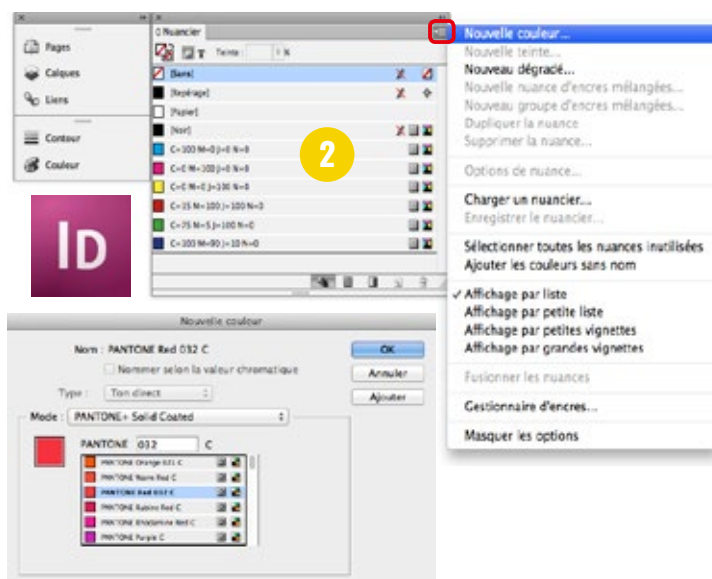 Nuancier
Pages
Calques
Liens
Contour
Couleur
Teinte : %
[Sans]
[Repérage]
[Papier]
[Noir]
C=100 M=0 J=0 N=0
C=0 M=100 J=0 N=0
C=0 M=0 J=100 N=0
C=15 M=100 J=100 N=0
C=75 M=5 J=100 N=0
C=100 M=90 J=10 N=0
2
ID
Nouvelle couleur...
Nouvelle teinte...
Nouveau dégradé...
Nouvelle nuance d'encres mélangées...
Nouveau groupe d'encres mélangées...
Dupliquer la nuance
Supprimer la nuance...
Options de nuance...
Charger un nuancier...
Enregistrer le nuancier...
Sélectionner toutes les nuances inutilisées
Ajouter les couleurs sans nom
Affichage par liste
Affichage par petite liste
Affichage par petites vignettes
Affichage par grandes vignettes
Fusionner les nuances
Gestionnaire d'encres...
Masquer les options
Nouvelle couleur
Nom : PANTONE Red 032 C
Nommer selon la valeur chromatique
Type : Ton direct
Mode : PANTONE+ Solid Coated
OK
Annuler
Ajouter
PANTONE 032 C
PANTONE Orange 021 C
PANTONE Warm Red C
PANTONE Red 032 C
PANTONE Rubine Red C
PANTONE Rhodamine Red C
PANTONE Purple C